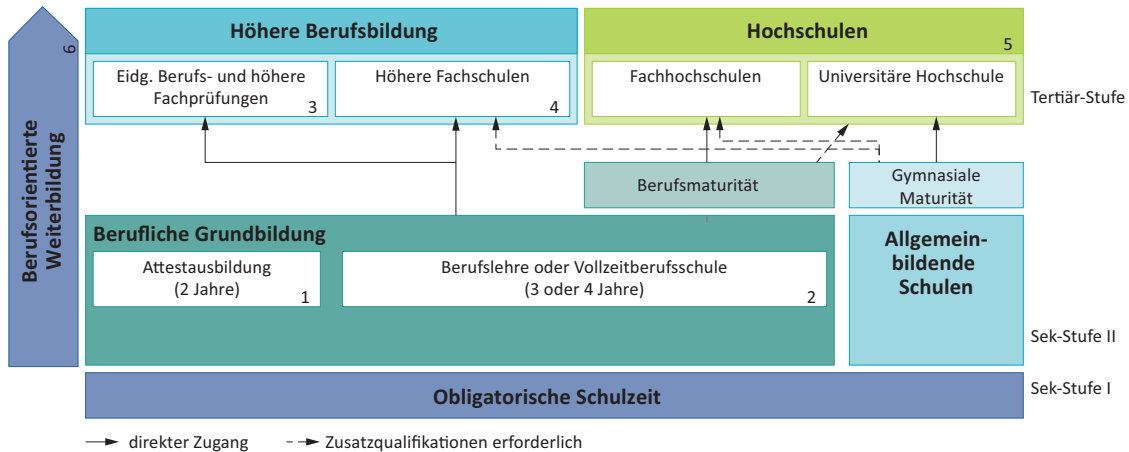 Höhere Berufsbildung
Hochschulen
5
6
Eidg. Berufs- und höhere
Fachprüfungen
3
Höhere Fachschulen
4
Fachhochschulen
Universitäre Hochschule
Tertiär-Stufe
Berufsorientierte
Weiterbildung
Berufsmaturität
Gymnasiale
Maturität
Berufliche Grundbildung
Attestausbildung
(2 Jahre)
1
Berufslehre oder Vollzeitberufsschule
(3 oder 4 Jahre)
2
Allgemein-
bildende
Schulen
Sek-Stufe II
Obligatorische Schulzeit
Sek-Stufe I
direkter Zugang
Zusatzqualifikationen erforderlich